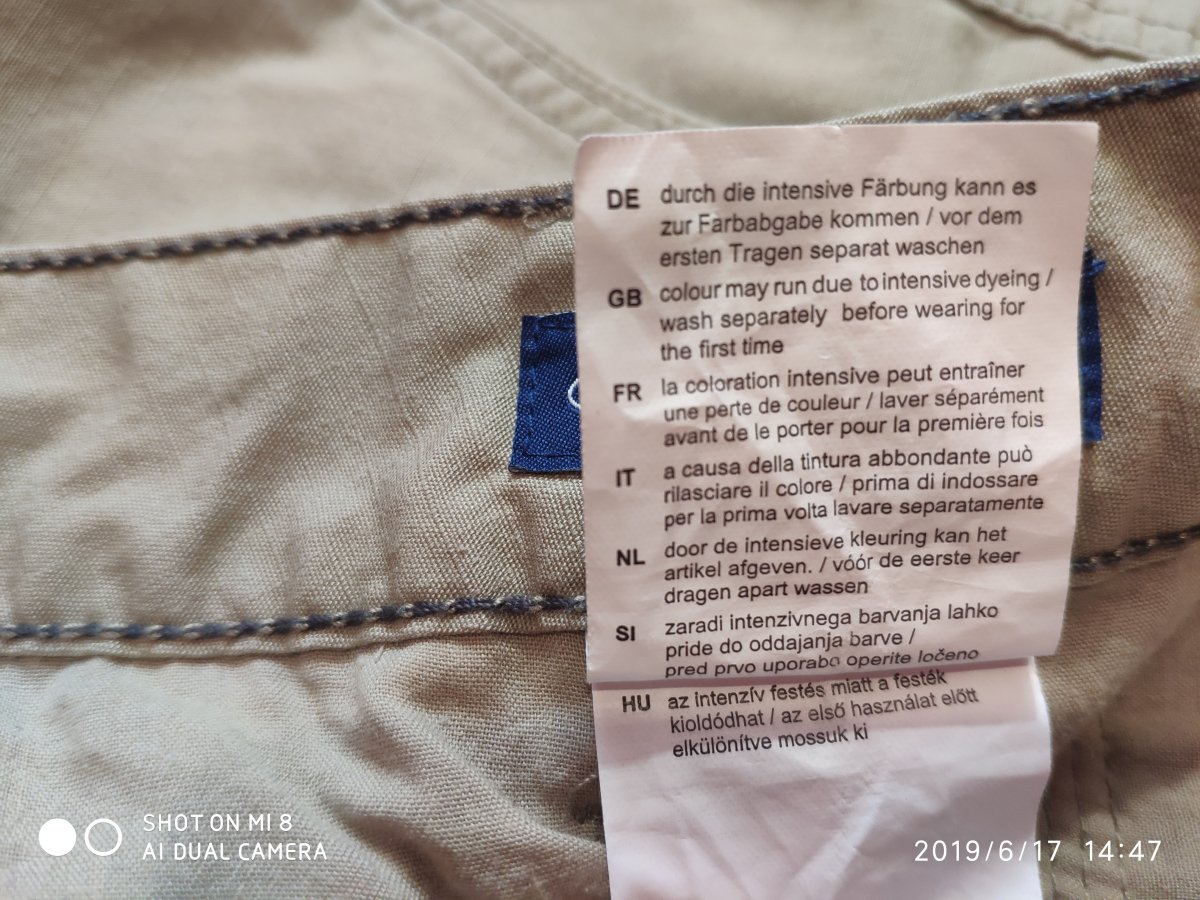 DE durch die intensive Färbung kann es
zur Farbabgabe kommen / vor dem
ersten Tragen separat waschen
GB colour may run due to intensive dyeing /
wash separately before wearing for
the first time
FR la coloration intensive peut entraîner
une perte de couleur / laver séparément
avant de le porter pour la première fois
IT a causa della tintura abbondante può
rilasciare il colore / prima di indossare
per la prima volta lavare separatamente
NL door de intensieve kleuring kan het
artikel afgeven. / vóór de eerste keer
dragen apart wassen
SI zaradi intenzivnega barvanja lahko
pride do oddajanja barve /
pred prvo uporabo operite ločeno
HU az intenzív festés miatt a festék
kioldódhat / az első használat előtt
elkülönítve mossuk ki
SHOT ON MI 8
AI DUAL CAMERA
2019/6/17 14:47